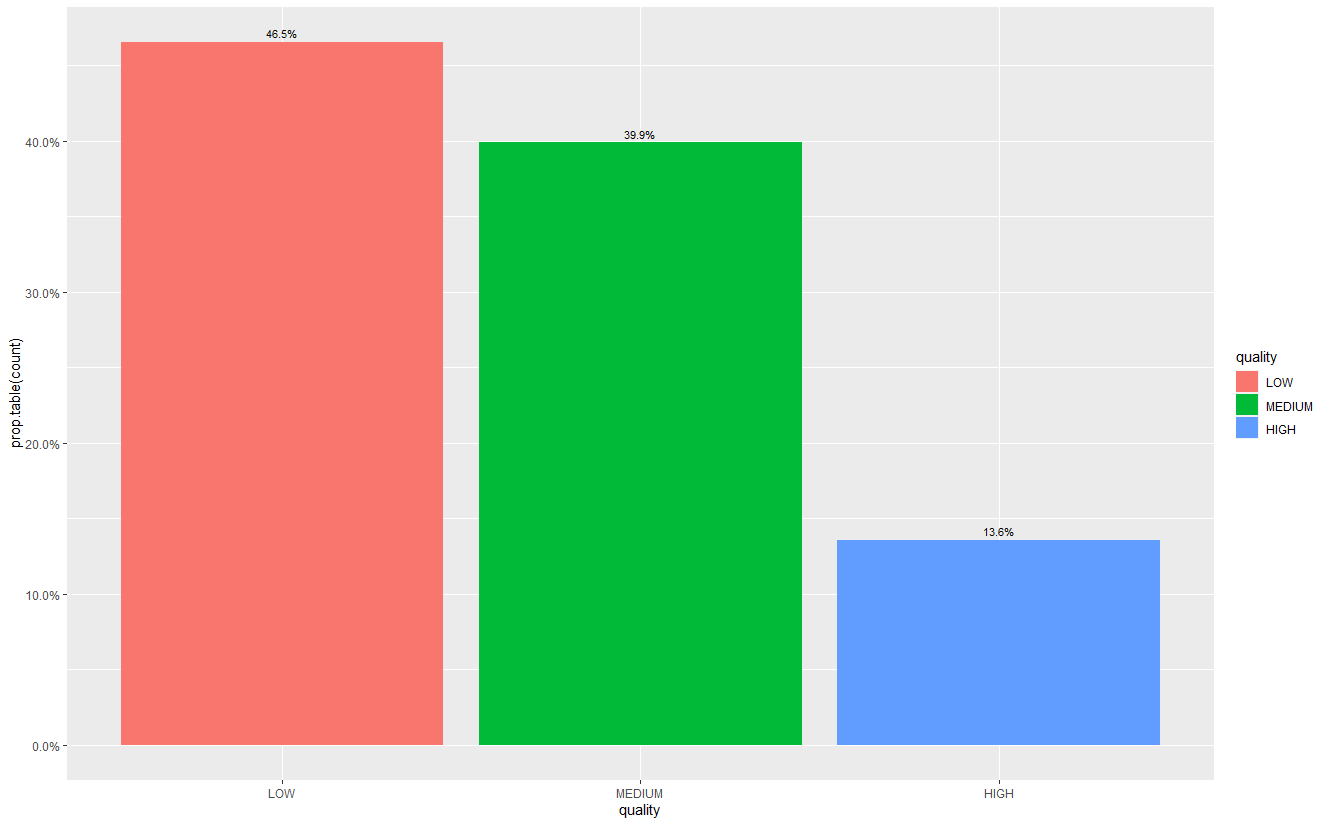 46.5%
39.9%
13.6%
40.0%
30.0%
20.0%
10.0%
0.0%
prop.table(count)
LOW
MEDIUM
HIGH
quality
quality
LOW
MEDIUM
HIGH